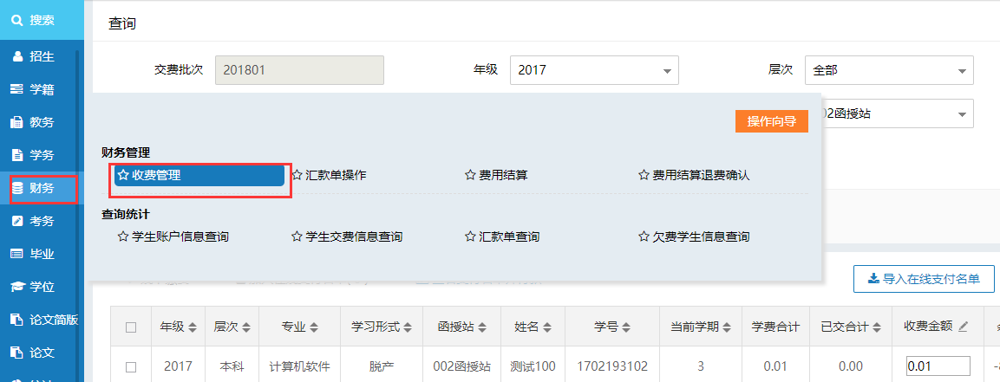 搜索
招生
学籍
教务
学务
财务
考务
毕业
学位
论文简版
论文
查询
交费批次 201801 年级 2017 层次 全部
002函授站
操作向导
财务管理
收费管理 汇款单操作 费用结算 费用结算退费确认
查询统计
学生账户信息查询 学生交费信息查询 汇款单查询 欠费学生信息查询
导入在线支付名单
年级 层次 专业 学习形式 函授站 姓名 学号 当前学期 学费合计 已交合计 收费金额
2017 本科 计算机软件 脱产 002函授站 测试100 1702193102 3 0.01 0.00 0.01